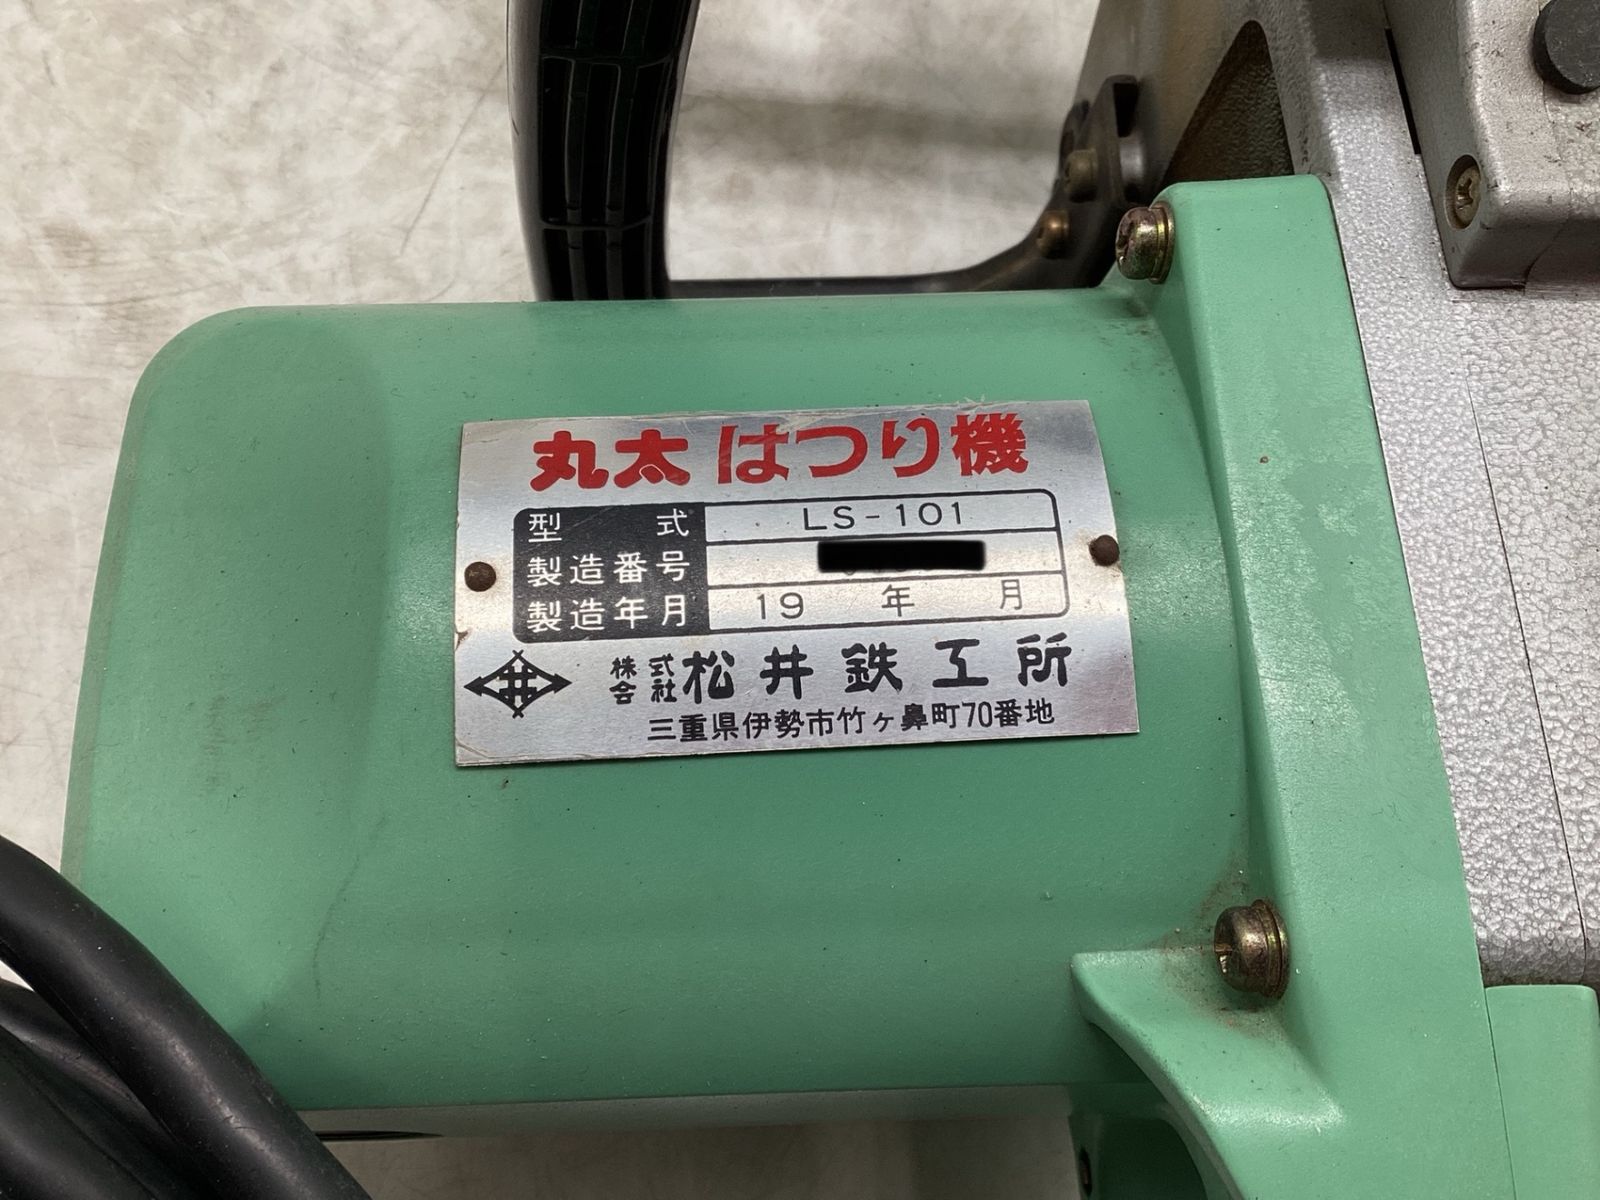 丸太 はつり機
型式 LS-101
製造番号
製造年月 19 年 月
井 株式会社 松井鉄工所
三重県伊勢市竹ヶ鼻町70番地